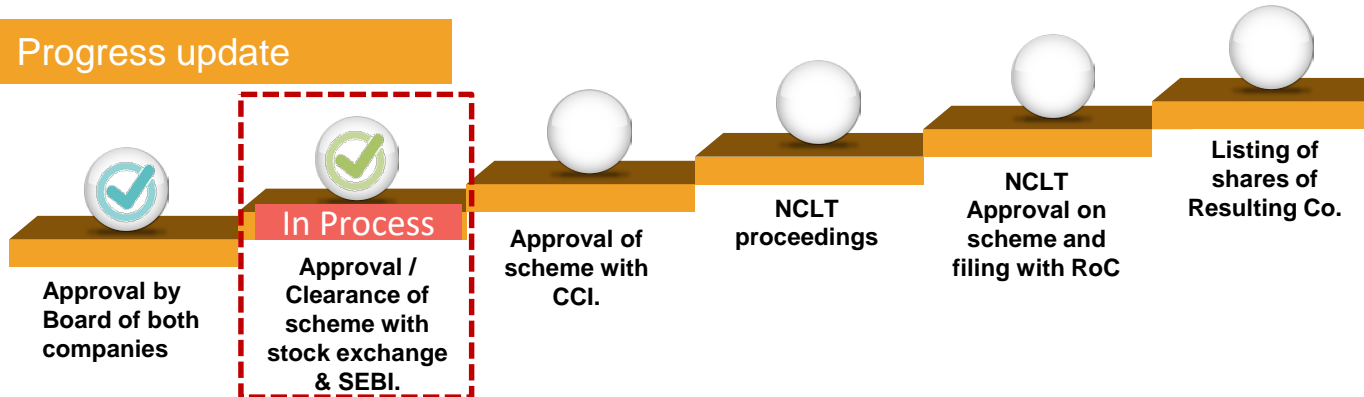 Progress update
Approval by
Board of both
companies
In Process
Approval /
Clearance of
scheme with
stock exchange
& SEBI.
Approval of
scheme with
CCI.
NCLT
proceedings
NCLT
Approval on
scheme and
filing with RoC
Listing of
shares of
Resulting Co.